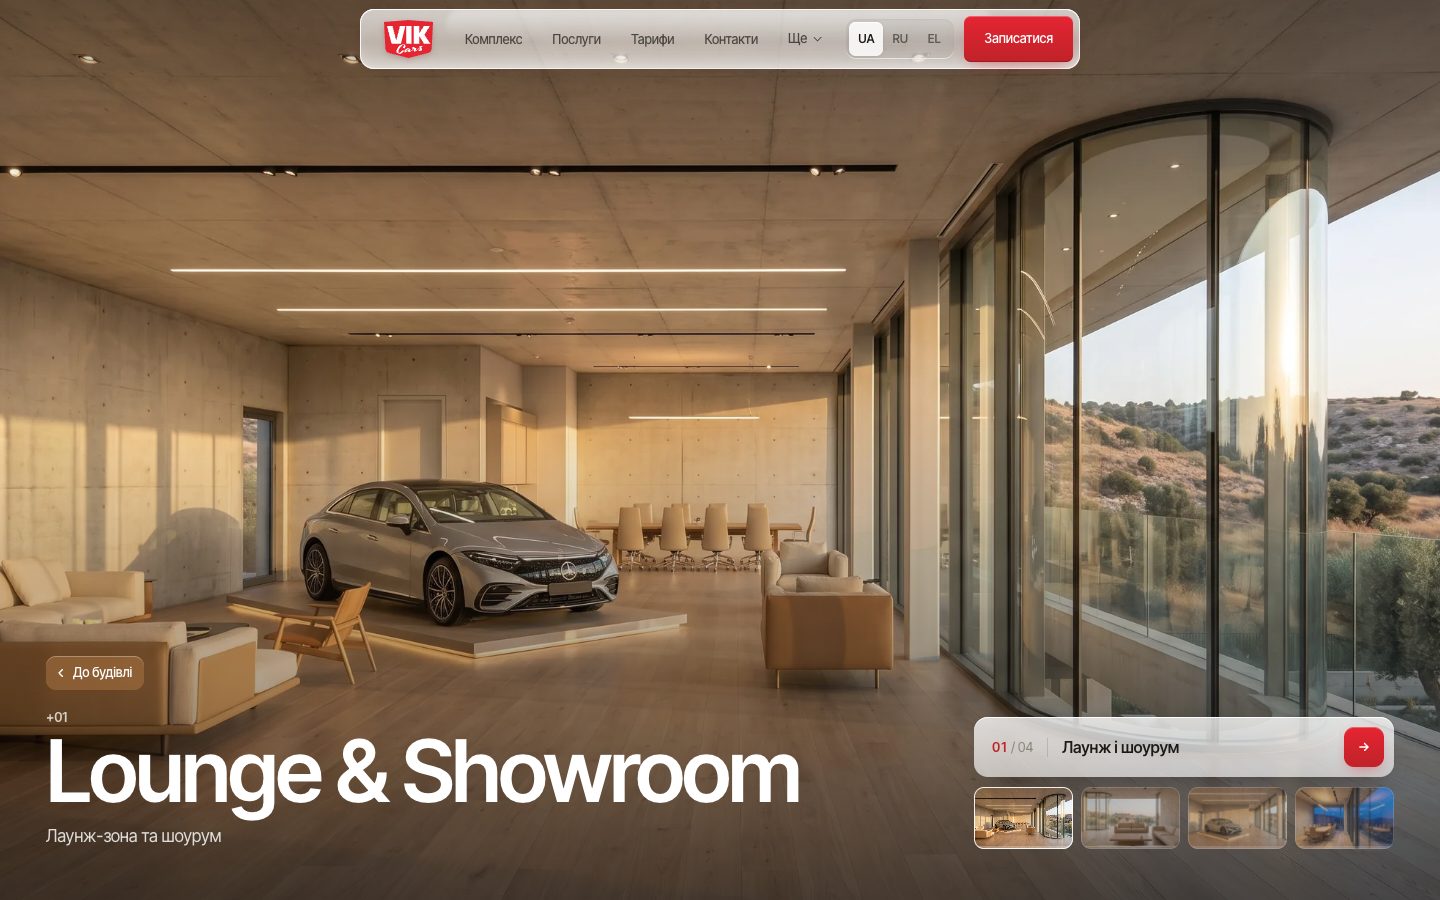 VIK
Cars
Комплекс
Послуги
Тарифи
Контакти
Ще
UA
RU
EL
Записатися
До будівлі
+01
Lounge & Showroom
Лаунж-зона та шоурум
01 / 04
Лаунж і шоурум